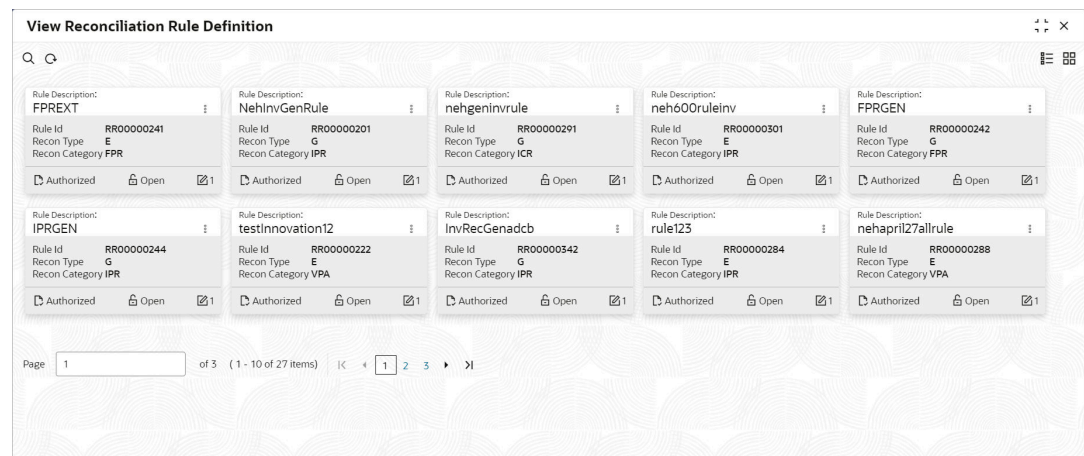 View Reconciliation Rule Definition
Rule Description:
FPREXT
Rule Id RR00000241
Recon Type E
Recon Category FPR
Authorized Open 1
Rule Description:
NehInvGenRule
Rule Id RR00000201
Recon Type G
Recon Category IPR
Authorized Open 1
Rule Description:
nehgeninvrule
Rule Id RR00000291
Recon Type G
Recon Category ICR
Authorized Open 1
Rule Description:
neh600ruleinv
Rule Id RR00000301
Recon Type E
Recon Category IPR
Authorized Open 1
Rule Description:
FPRGEN
Rule Id RR00000242
Recon Type G
Recon Category FPR
Authorized Open 1
Rule Description:
IPRGEN
Rule Id RR00000244
Recon Type G
Recon Category IPR
Authorized Open 1
Rule Description:
testInnovation12
Rule Id RR00000222
Recon Type E
Recon Category VPA
Authorized Open 1
Rule Description:
InvRecGenadcb
Rule Id RR00000342
Recon Type G
Recon Category IPR
Authorized Open 1
Rule Description:
rule123
Rule Id RR00000284
Recon Type E
Recon Category IPR
Authorized Open 1
Rule Description:
nehapril27allrule
Rule Id RR00000288
Recon Type E
Recon Category VPA
Authorized Open 1
Page 1 of 3 ( 1 - 10 of 27 items) 1 2 3